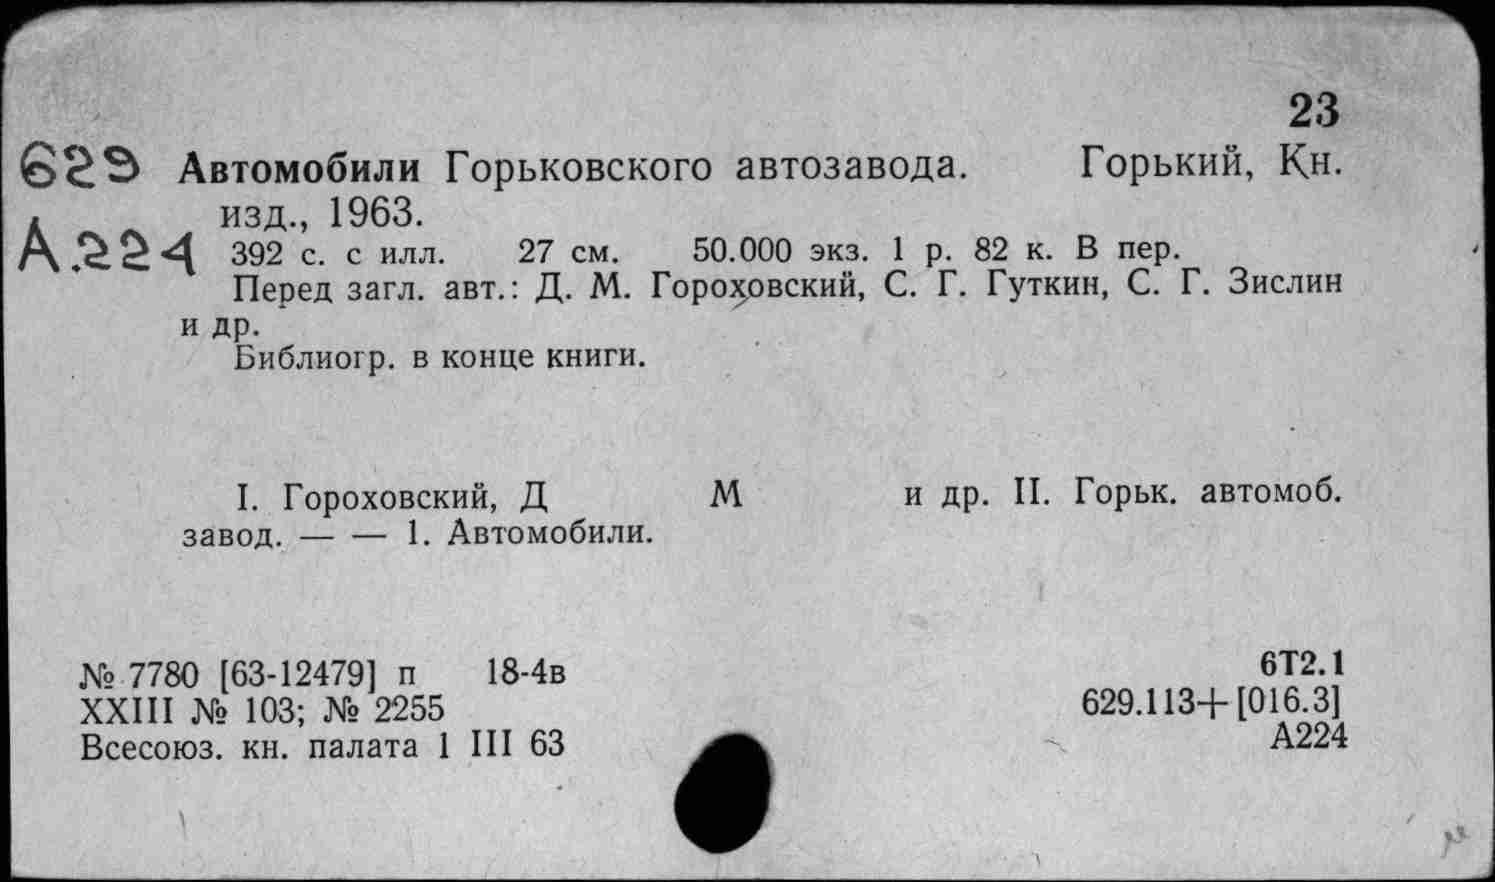 23
629 Автомобили Горьковского автозавода. Горький, Кн.
изд., 1963.
А.224 392 с. с илл. 27 см. 50.000 экз. 1 р. 82 к. В пер.
Перед загл. авт.: Д. М. Гороховский, С. Г. Гуткин, С. Г. Зислин
и др.
Библиогр. в конце книги.
I. Гороховский, Д М и др. II. Горьк. автомоб.
завод. — — 1. Автомобили.
№ 7780 [63-12479] п 18-4в
XXIII № 103; № 2255
Всесоюз. кн. палата 1 III 63
6Т2.1
629.113+[016.3]
А224